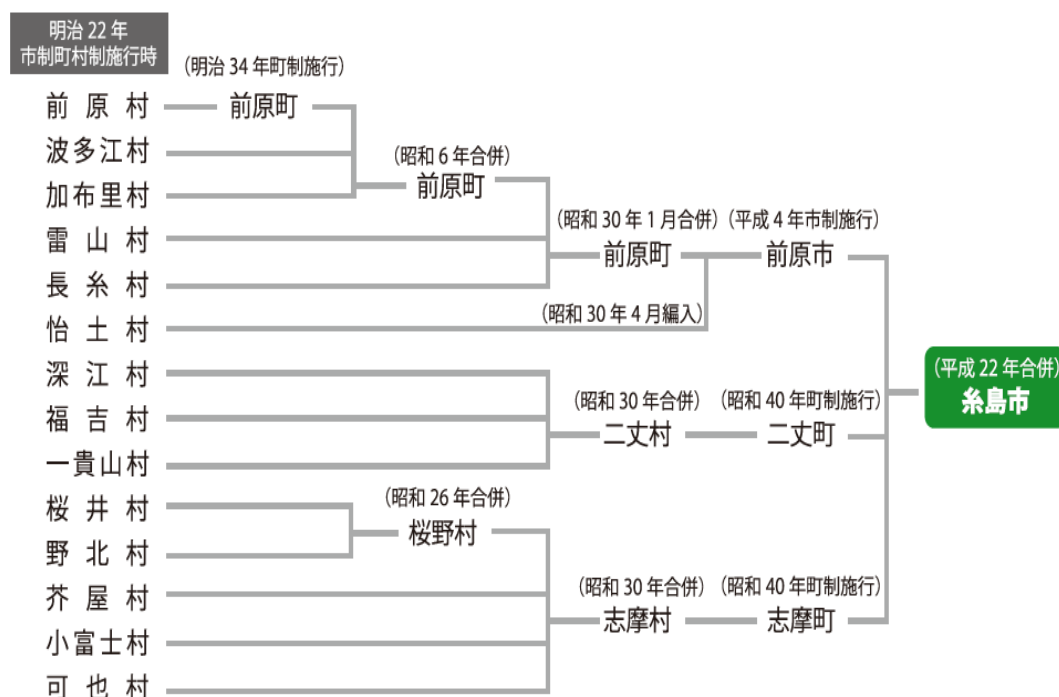 明治 22 年
市制町村制施行時
（明治 34 年町制施行）
前原村
前原町
波多江村
（昭和 6 年合併）
加布里村
前原町
雷山村
（昭和 30 年 1 月合併）
（平成 4 年市制施行）
前原町
前原市
長糸村
（昭和 30 年 4 月編入）
怡土村
（平成 22 年合併）
糸島市
深江村
（昭和 30 年合併）
（昭和 40 年町制施行）
福吉村
二丈村
二丈町
一貴山村
（昭和 26 年合併）
桜井村
桜野村
野北村
（昭和 30 年合併）
（昭和 40 年町制施行）
芥屋村
志摩村
志摩町
小富士村
可也村